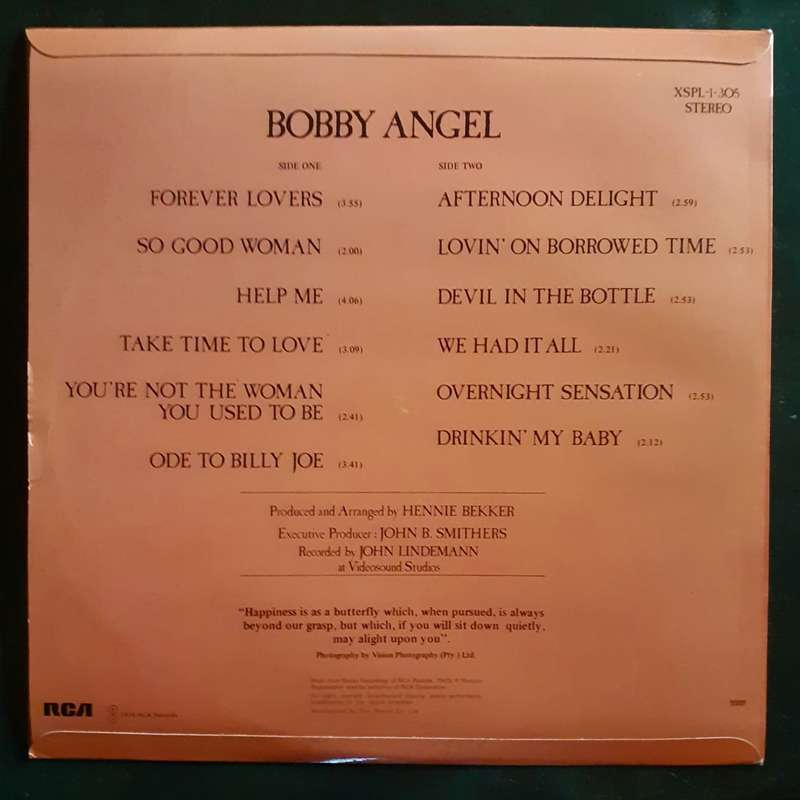 XSPL-1-305
STEREO
BOBBY ANGEL
SIDE ONE
FOREVER LOVERS (3.55)
SO GOOD WOMAN (2.00)
HELP ME (4.06)
TAKE TIME TO LOVE (3.09)
YOU'RE NOT THE WOMAN
YOU USED TO BE (2.41)
ODE TO BILLY JOE (3.41)
SIDE TWO
AFTERNOON DELIGHT (2.59)
LOVIN' ON BORROWED TIME (2.53)
DEVIL IN THE BOTTLE (2.53)
WE HAD IT ALL (2.21)
OVERNIGHT SENSATION (2.53)
DRINKIN' MY BABY (2.12)
Produced and Arranged by HENNIE BEKKER
Executive Producer : JOHN B. SMITHERS
Recorded by JOHN LINDEMANN
at Videosound Studios
"Happiness is as a butterfly which, when pursued, is always
beyond our grasp, but which, if you will sit down quietly,
may alight upon you".
Photography by Vision Photography (Pty.) Ltd.
RCA